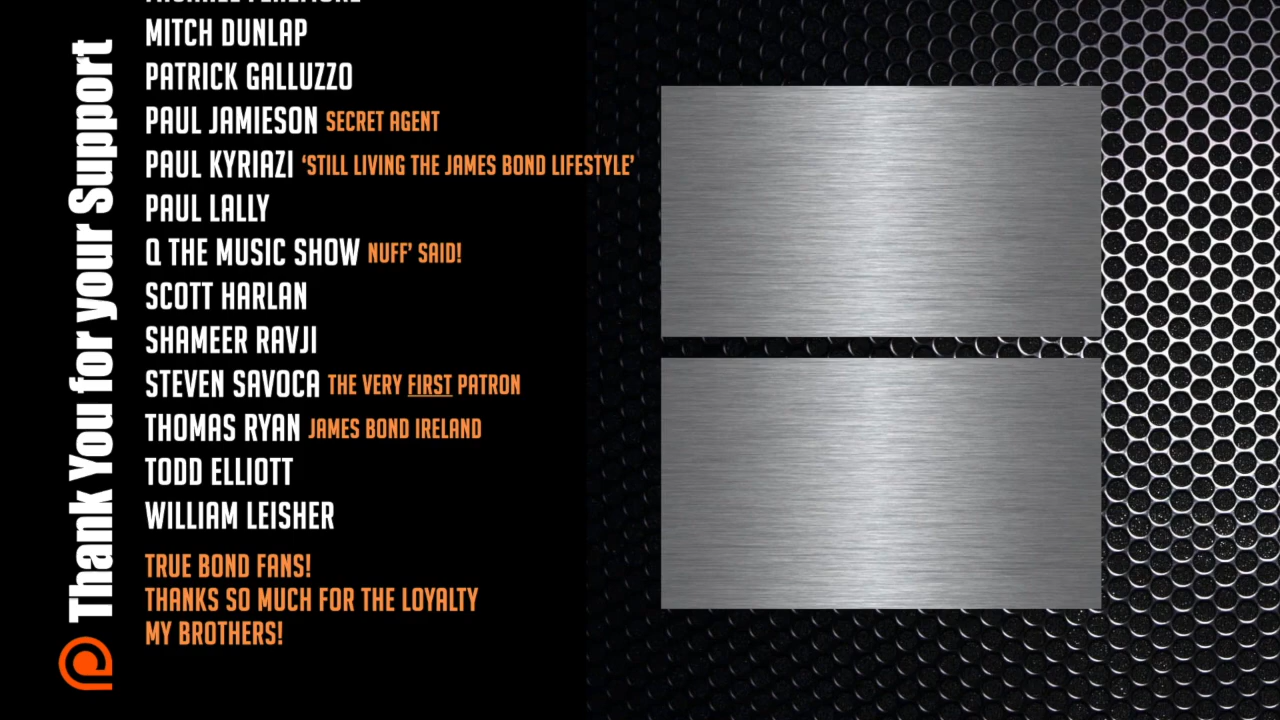 Thank You for your Support
MITCH DUNLAP
PATRICK GALLUZZO
PAUL JAMIESON SECRET AGENT
PAUL KYRIAZI ‘STILL LIVING THE JAMES BOND LIFESTYLE’
PAUL LALLY
Q THE MUSIC SHOW NUFF’ SAID!
SCOTT HARLAN
SHAMEER RAVJI
STEVEN SAVOCA THE VERY FIRST PATRON
THOMAS RYAN JAMES BOND IRELAND
TODD ELLIOTT
WILLIAM LEISHER
TRUE BOND FANS!
THANKS SO MUCH FOR THE LOYALTY
MY BROTHERS!